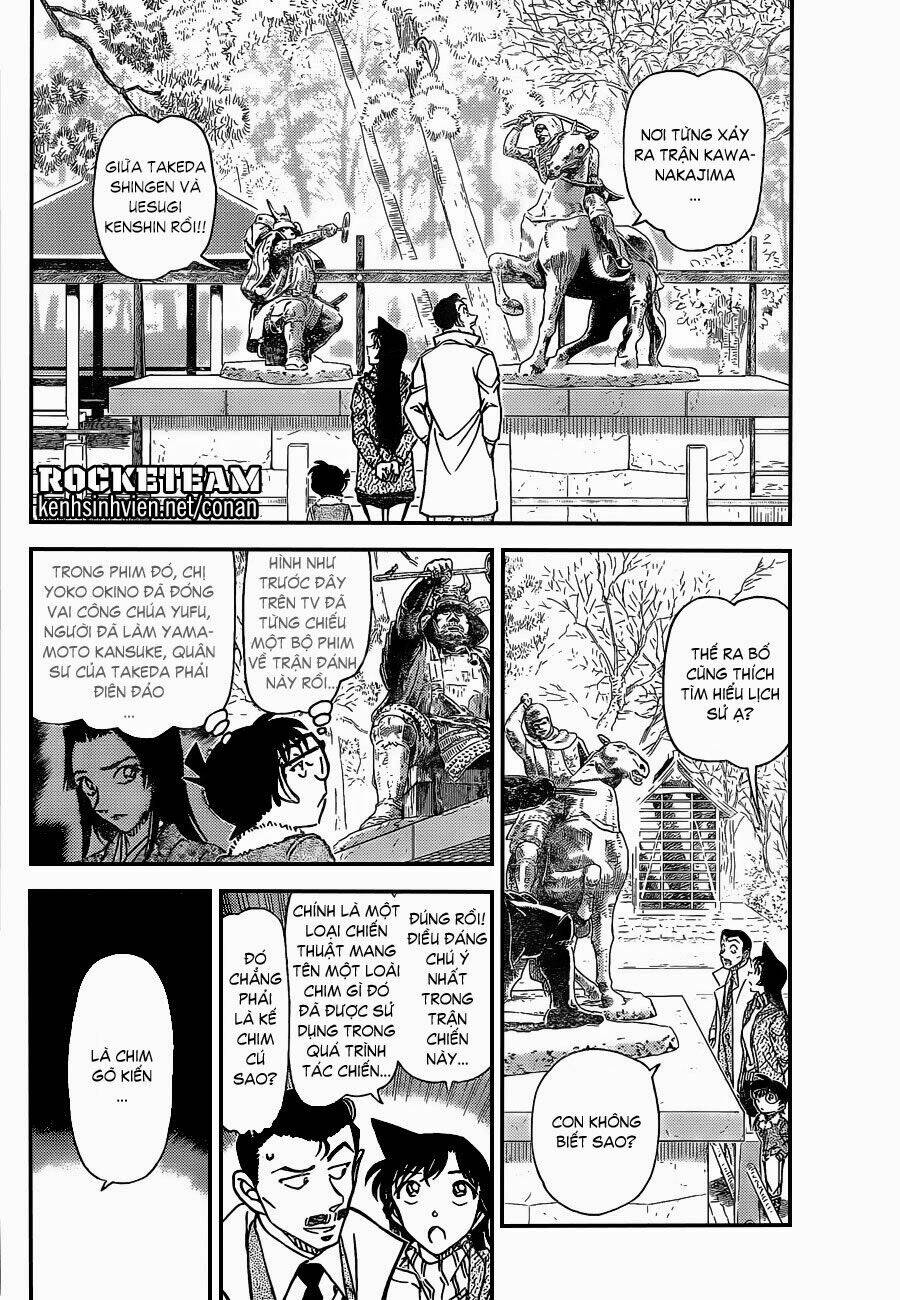 NƠI TỪNG XẢY
RA TRẬN KAWA-
NAKAJIMA
...
GIỮA TAKEDA
SHINGEN VÀ
UESUGI
KENSHIN RỒI!!
ROCKETEAM
kenhsinhvien.net/conan
THẾ RA BỐ
CŨNG THÍCH
TÌM HIỂU LỊCH
SỬ Ạ?
CON KHÔNG
BIẾT SAO?
HÌNH NHƯ
TRƯỚC ĐÂY
TRÊN TV ĐÃ
TỪNG CHIẾU
MỘT BỘ PHIM
VỀ TRẬN ĐÁNH
NÀY RỒI...
TRONG PHIM ĐÓ, CHỊ
YOKO OKINO ĐÃ ĐÓNG
VAI CÔNG CHÚA YUFU,
NGƯỜI ĐÃ LÀM YAMA-
MOTO KANSUKE, QUÂN
SƯ CỦA TAKEDA PHẢI
ĐIÊN ĐẢO
...
ĐÚNG RỒI!
ĐIỀU ĐÁNG
CHÚ Ý
NHẤT
TRONG
TRẬN
CHIẾN
NÀY...
CHÍNH LÀ MỘT
LOẠI CHIẾN
THUẬT MANG
TÊN MỘT LOÀI
CHIM GÌ ĐÓ
ĐÃ ĐƯỢC SỬ
DỤNG TRONG
QUÁ TRÌNH
TÁC CHIẾN...
ĐÓ
CHẲNG
PHẢI
LÀ KẾ
CHIM
CÚ
SAO?
LÀ CHIM
GÕ KIẾN
...